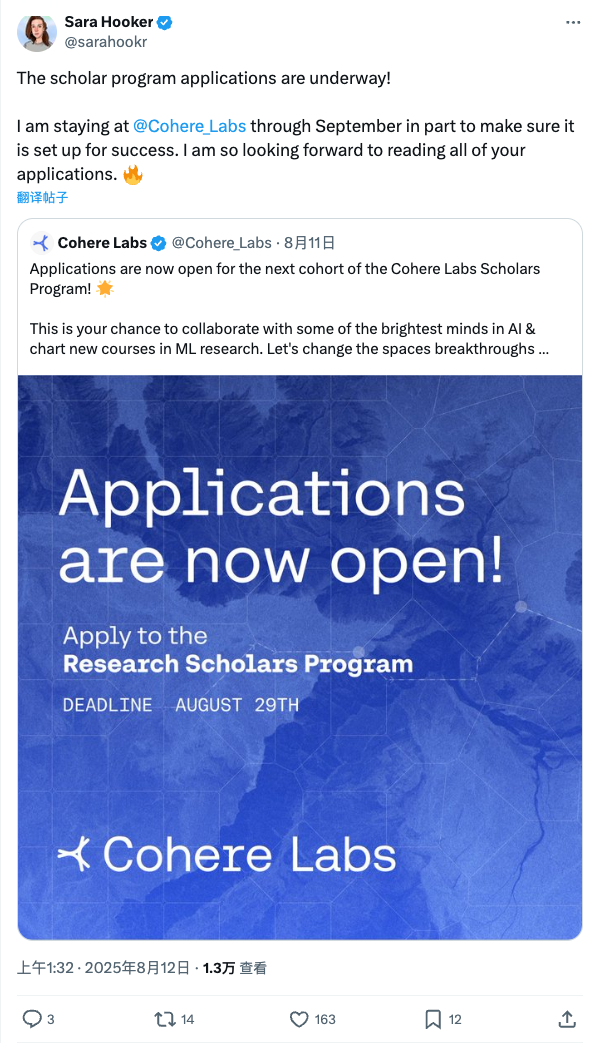 Sara Hooker
@sarahookr
The scholar program applications are underway!
I am staying at @Cohere_Labs through September in part to make sure it
is set up for success. I am so looking forward to reading all of your
applications. 🔥
翻译帖子
Cohere Labs @Cohere_Labs · 8月11日
Applications are now open for the next cohort of the Cohere Labs Scholars
Program! 🌟
This is your chance to collaborate with some of the brightest minds in AI &
chart new courses in ML research. Let's change the spaces breakthroughs ...
Applications
are now open!
Apply to the
Research Scholars Program
DEADLINE AUGUST 29TH
Cohere Labs
上午1:32 · 2025年8月12日 · 1.3万 查看
3 14 163 12